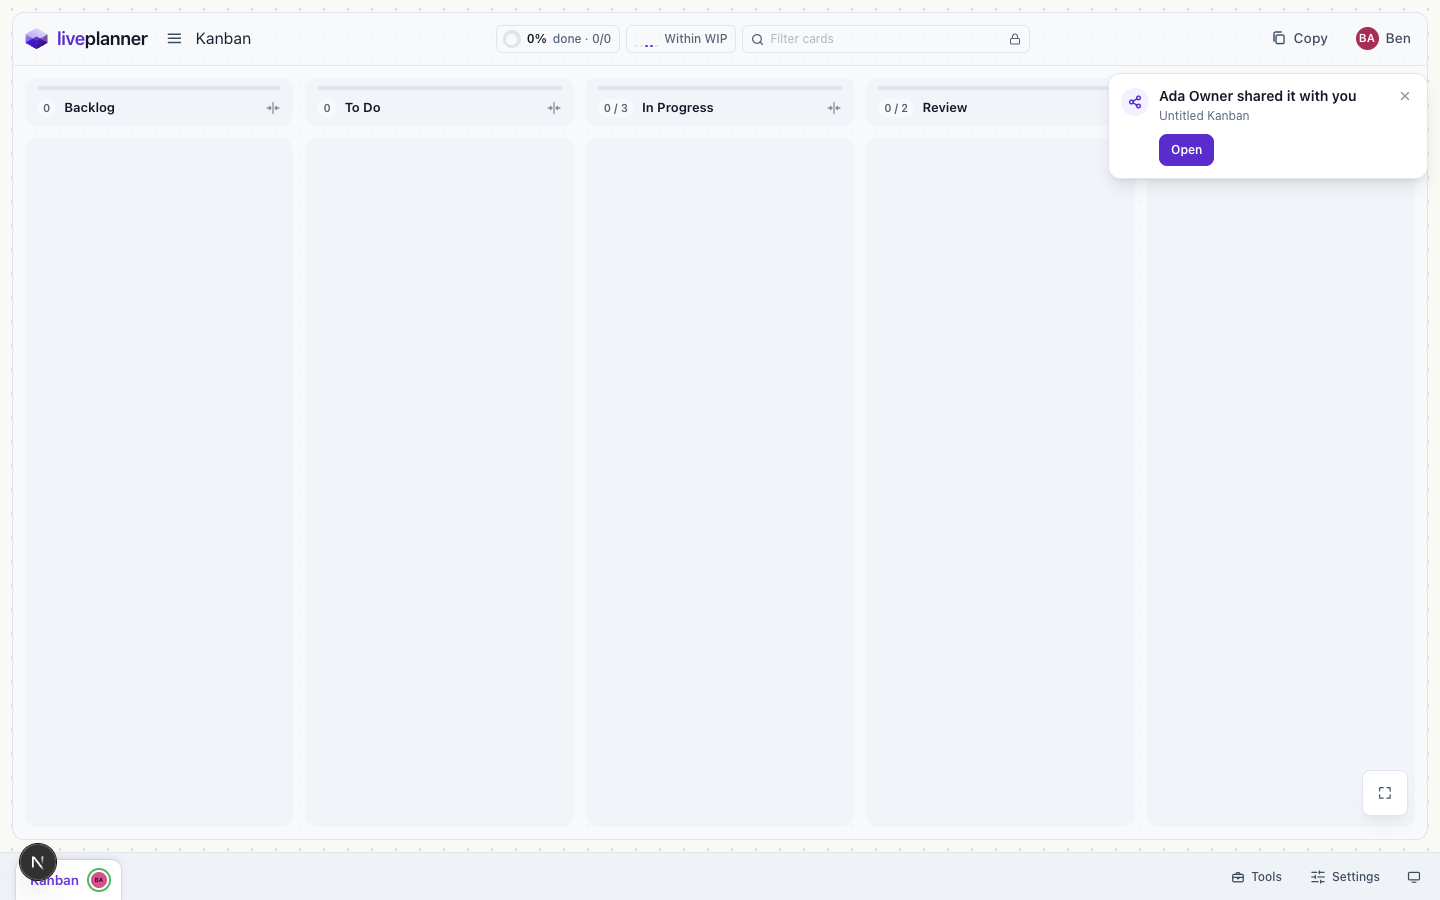 liveplanner
Kanban
0% done · 0/0
Within WIP
Filter cards
Copy
BA Ben
0 Backlog
0 To Do
0 / 3 In Progress
0 / 2 Review
Ada Owner shared it with you
Untitled Kanban
Open
N
Kanban BA
Tools
Settings